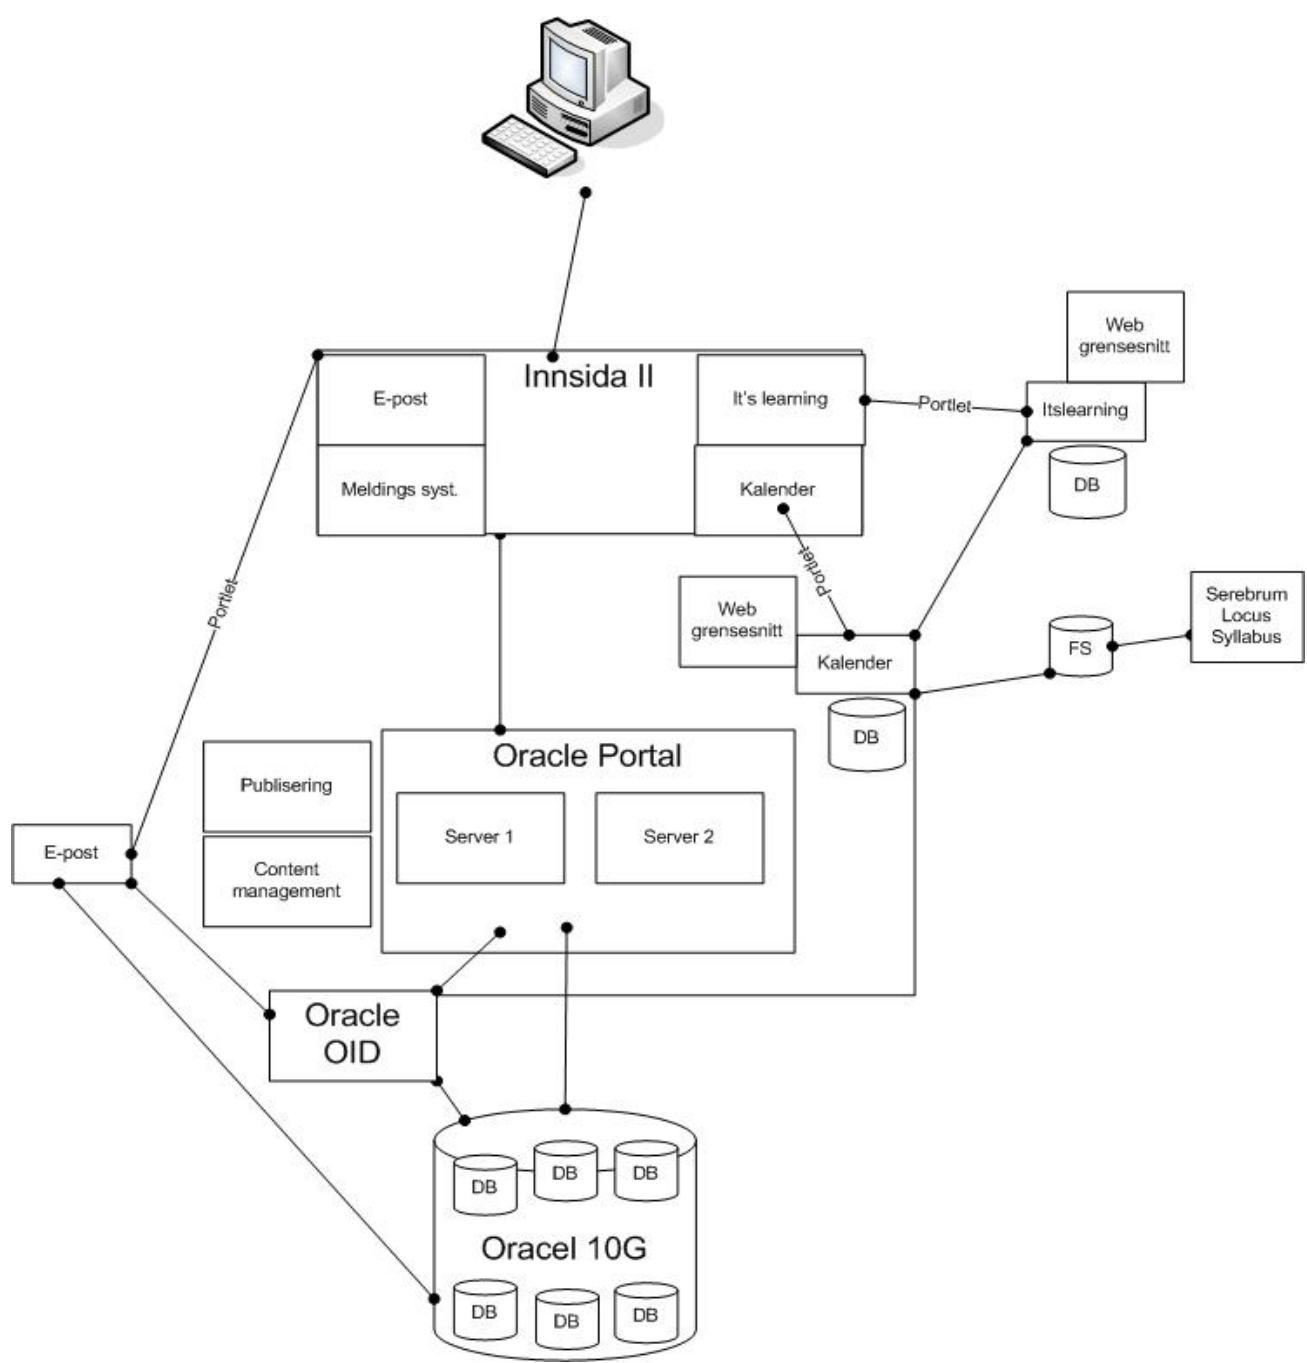 Innsida II
E-post
It's learning
Meldings syst.
Kalender
Portlet
Web
grensesnitt
Itslearning
DB
Portlet
Portlet
Web
grensesnitt
Kalender
DB
FS
Serebrum
Locus
Syllabus
Oracle Portal
Server 1
Server 2
Publisering
Content
management
E-post
Oracle
OID
DB
DB
DB
Oracel 10G
DB
DB
DB